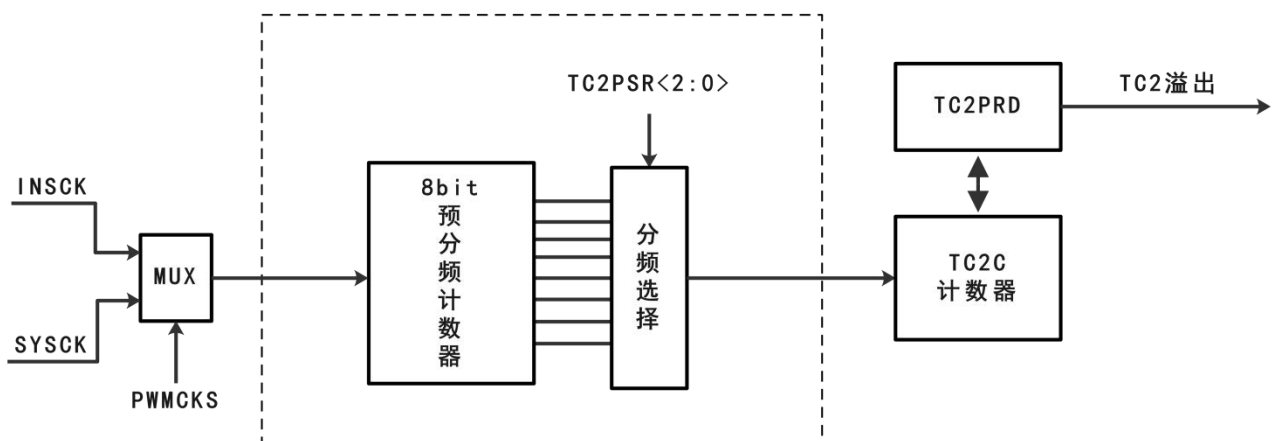 TC2PSR<2:0>
TC2PRD
TC2溢出
INSCK
MUX
SYSCK
PWMCKS
8bit
预
分
频
计
数
器
分
频
选
择
TC2C
计数器